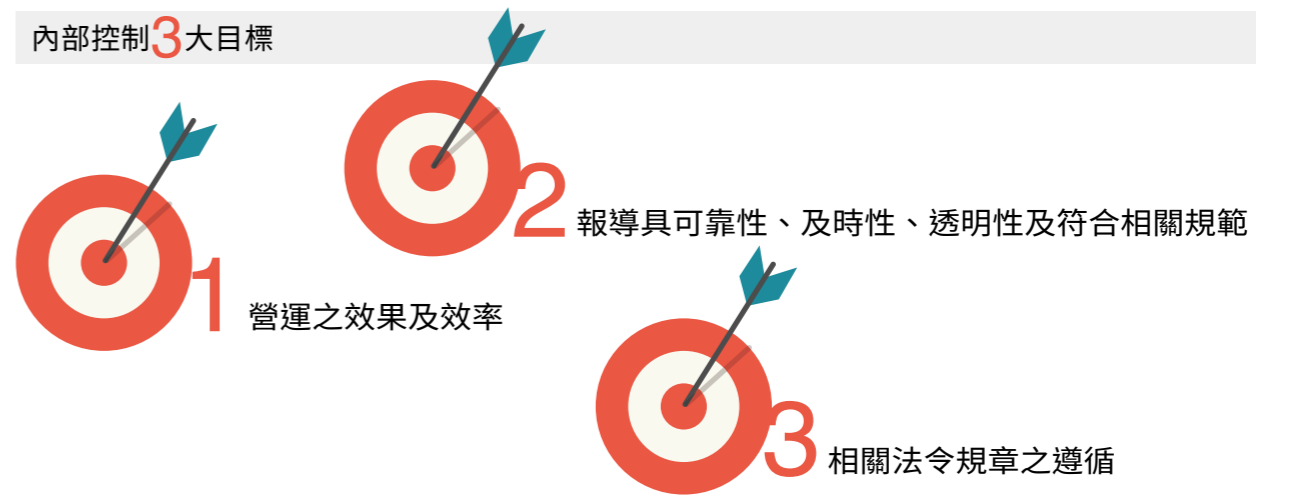 內部控制3大目標
1 營運之效果及效率
2 報導具可靠性、及時性、透明性及符合相關規範
3 相關法令規章之遵循